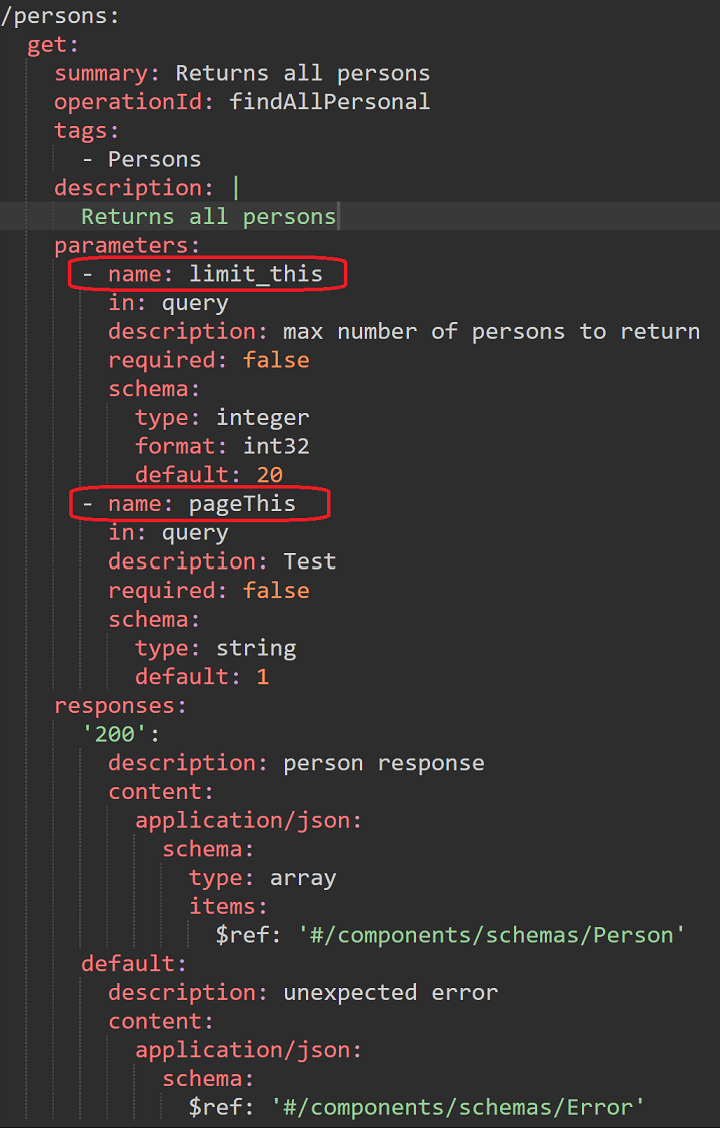 /persons:
  get:
    summary: Returns all persons
    operationId: findAllPersonal
    tags:
      - Persons
    description: |
      Returns all persons
    parameters:
      - name: limit_this
        in: query
        description: max number of persons to return
        required: false
        schema:
          type: integer
          format: int32
          default: 20
      - name: pageThis
        in: query
        description: Test
        required: false
        schema:
          type: string
          default: 1
    responses:
      '200':
        description: person response
        content:
          application/json:
            schema:
              type: array
              items:
                $ref: '#/components/schemas/Person'
      default:
        description: unexpected error
        content:
          application/json:
            schema:
              $ref: '#/components/schemas/Error'